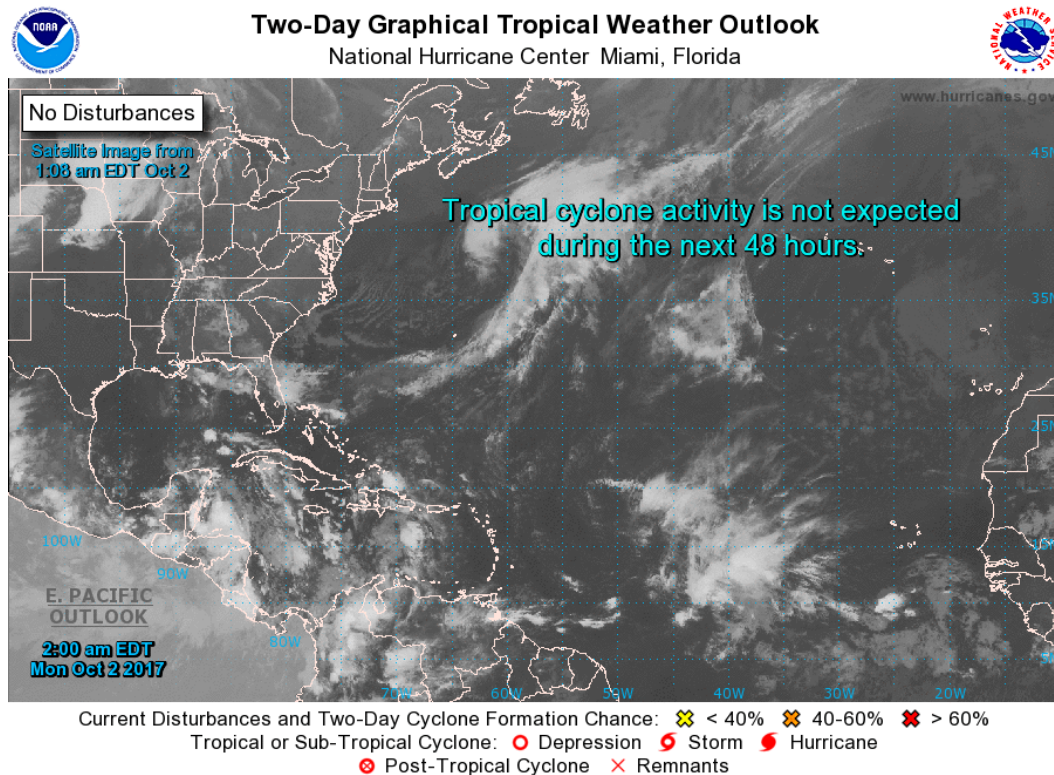 Two-Day Graphical Tropical Weather Outlook
National Hurricane Center Miami, Florida
NOAA
No Disturbances
www.hurricanes.gov
Satellite Image from
1:08 am EDT Oct 2
45N
Tropical cyclone activity is not expected
during the next 48 hours.
35N
25N
15N
100W
90W
E. PACIFIC
OUTLOOK
80W
2:00 am EDT
Mon Oct 2 2017
5N
70W 60W 50W 40W 30W 20W
Current Disturbances and Two-Day Cyclone Formation Chance: < 40% 40-60% > 60%
Tropical or Sub-Tropical Cyclone: Depression Storm Hurricane
Post-Tropical Cyclone Remnants